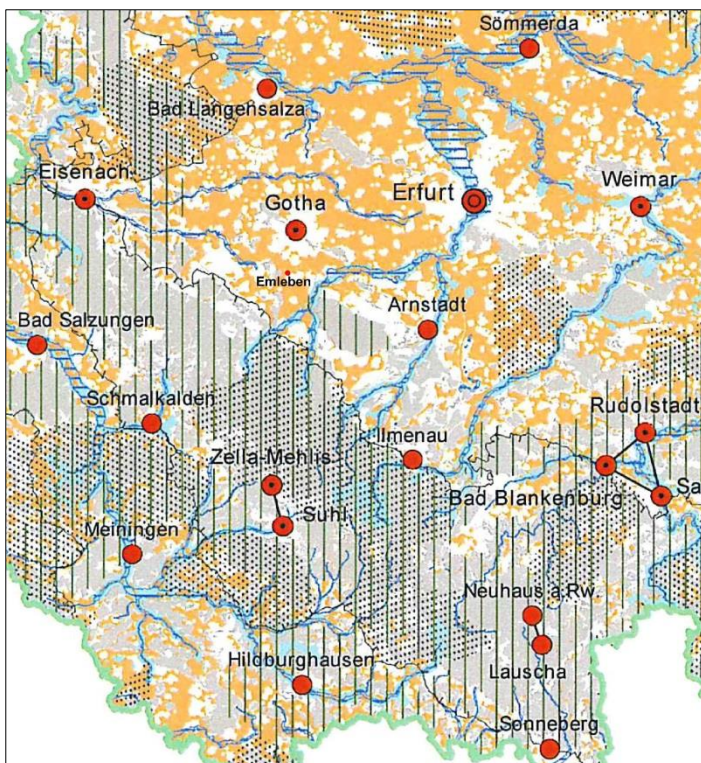 Sömmerda
Bad Langensalza
Eisenach
Gotha
Erfurt
Weimar
Emleben
Arnstadt
Bad Salzungen
Schmalkalden
Rudolstadt
Ilmenau
Zella-Mehlis
Bad Blankenburg
Sa
Suhl
Meiningen
Neuhaus a.Rw.
Lauscha
Hildburghausen
Sonneberg